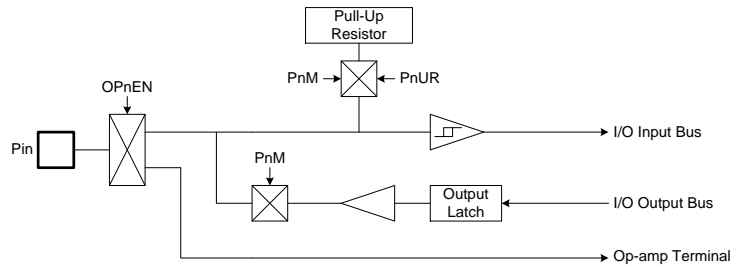 Pull-Up
Resistor
PnM
PnUR
OPnEN
Pin
I/O Input Bus
PnM
Output
Latch
I/O Output Bus
Op-amp Terminal